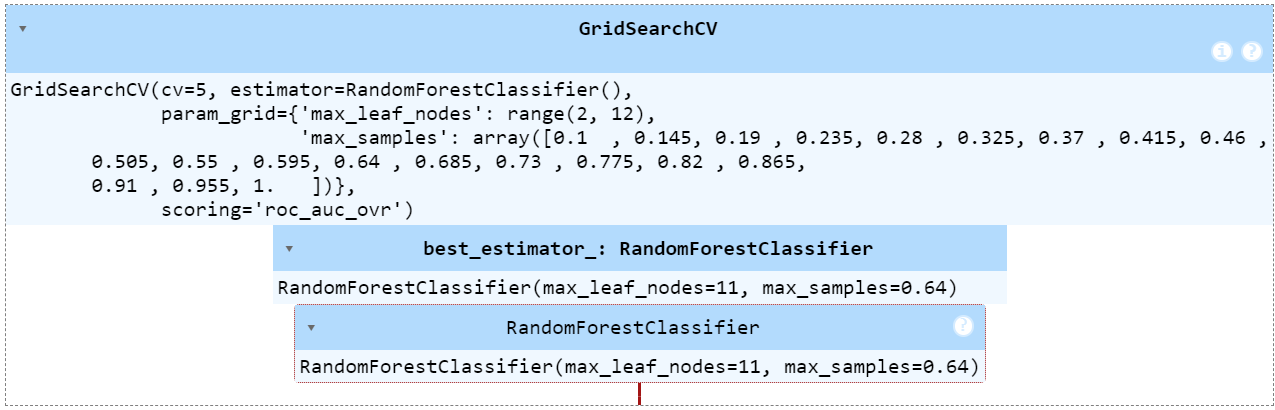 GridSearchCV
GridSearchCV(cv=5, estimator=RandomForestClassifier(),
             param_grid={'max_leaf_nodes': range(2, 12),
                         'max_samples': array([0.1  , 0.145, 0.19 , 0.235, 0.28 , 0.325, 0.37 , 0.415, 0.46 ,
       0.505, 0.55 , 0.595, 0.64 , 0.685, 0.73 , 0.775, 0.82 , 0.865,
       0.91 , 0.955, 1.   ])},
             scoring='roc_auc_ovr')
best_estimator_: RandomForestClassifier
RandomForestClassifier(max_leaf_nodes=11, max_samples=0.64)
RandomForestClassifier
RandomForestClassifier(max_leaf_nodes=11, max_samples=0.64)